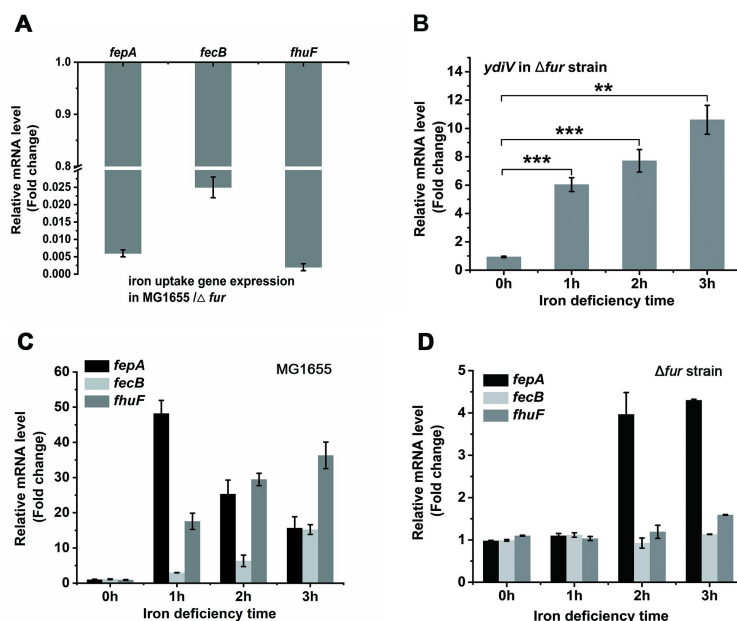 A
fepA fecB fhuF
1.0
0.8
0.025
0.020
0.015
0.010
0.005
0.000
Relative mRNA level
(Fold change)
iron uptake gene expression
in MG1655 /Δ fur
B
ydiV in Δfur strain
**
***
***
14
12
10
8
6
4
2
0
Relative mRNA level
(Fold change)
0h 1h 2h 3h
Iron deficiency time
C
fepA
fecB
fhuF
MG1655
60
50
40
30
20
10
0
Relative mRNA level
(Fold change)
0h 1h 2h 3h
Iron deficiency time
D
fepA
fecB
fhuF
Δfur strain
5
4
3
2
1
0
Relative mRNA level
(Fold change)
0h 1h 2h 3h
Iron deficiency time